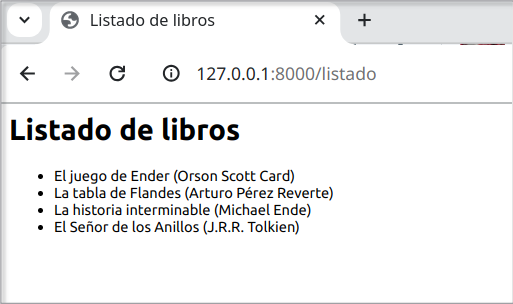 Listado de libros
127.0.0.1:8000/listado
Listado de libros
El juego de Ender (Orson Scott Card)
La tabla de Flandes (Arturo Pérez Reverte)
La historia interminable (Michael Ende)
El Señor de los Anillos (J.R.R. Tolkien)